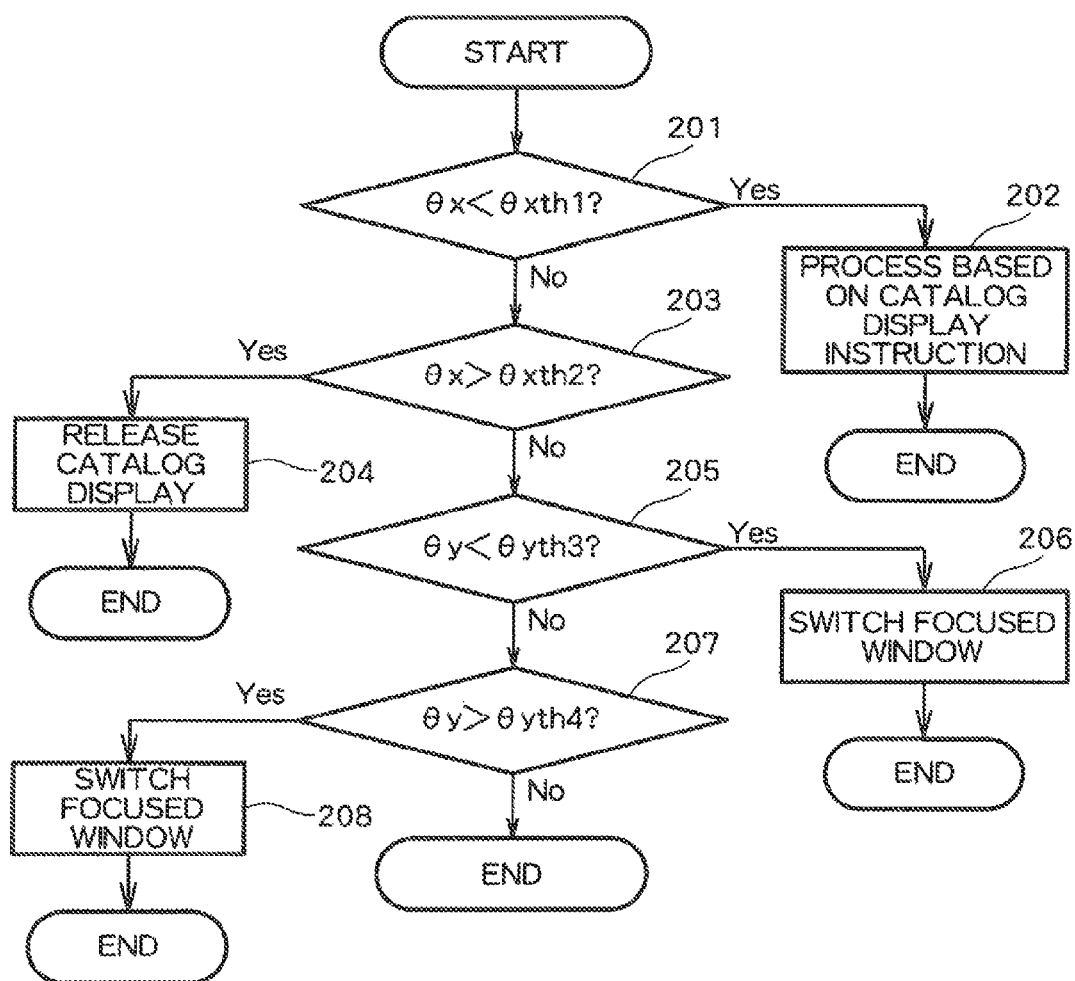 START
201
θx<θxth1?
Yes
202
PROCESS BASED
ON CATALOG
DISPLAY
INSTRUCTION
END
No
203
θx>θxth2?
Yes
RELEASE
CATALOG
DISPLAY
204
END
No
205
θy<θyth3?
Yes
206
SWITCH FOCUSED
WINDOW
END
No
207
θy>θyth4?
Yes
SWITCH
FOCUSED
WINDOW
208
END
No
END